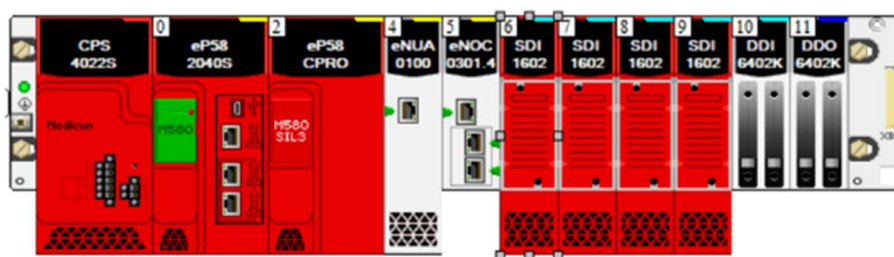 CPS
4022S
0
eP58
2040S
2
eP58
CPRO
4
eNUA
0100
5
eNOC
0301.4
6
SDI
1602
7
SDI
1602
8
SDI
1602
9
SDI
1602
10
DDI
6402K
11
DDO
6402K
Modicon
M580
M580
SIL3